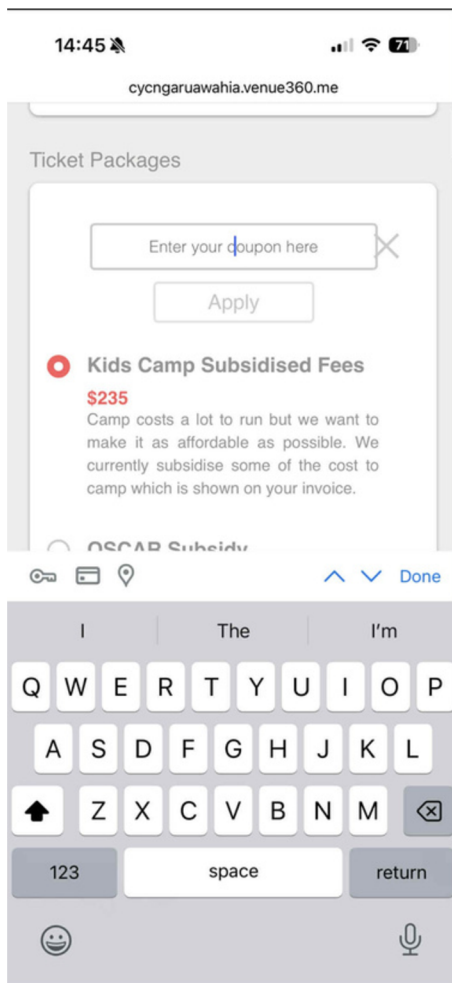 14:45
71
cycngaruawahia.venue360.me
Ticket Packages
Enter your coupon here
Apply
Kids Camp Subsidised Fees
$235
Camp costs a lot to run but we want to
make it as affordable as possible. We
currently subsidise some of the cost to
camp which is shown on your invoice.
OSCAR Subsidy
Done
I The I'm
Q W E R T Y U I O P
A S D F G H J K L
Z X C V B N M
123 space return